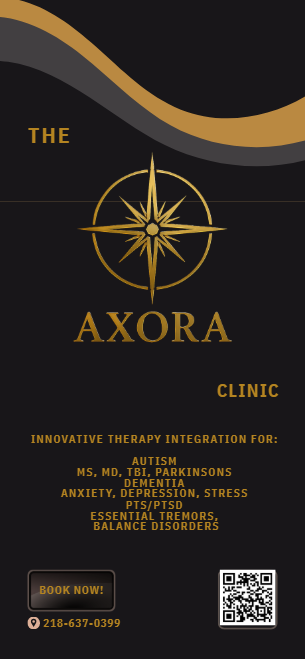 THE
AXORA
CLINIC
INNOVATIVE THERAPY INTEGRATION FOR:
AUTISM
MS, MD, TBI, PARKINSONS
DEMENTIA
ANXIETY, DEPRESSION, STRESS
PTS/PTSD
ESSENTIAL TREMORS,
BALANCE DISORDERS
BOOK NOW!
218-637-0399